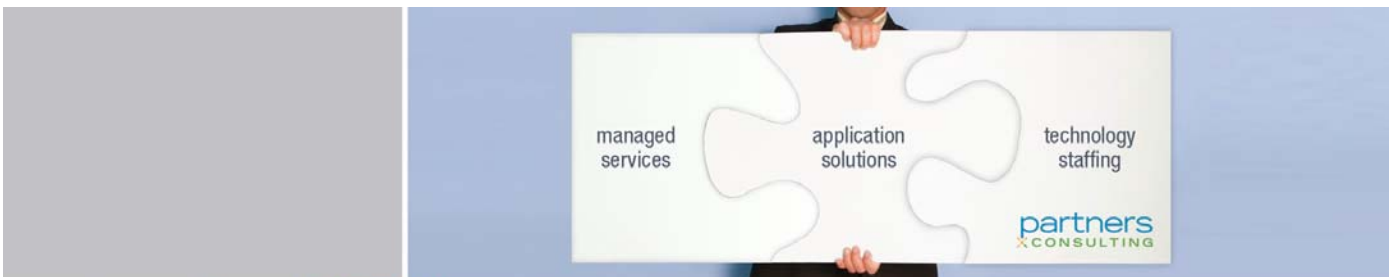 managed
services
application
solutions
technology
staffing
partners
CONSULTING